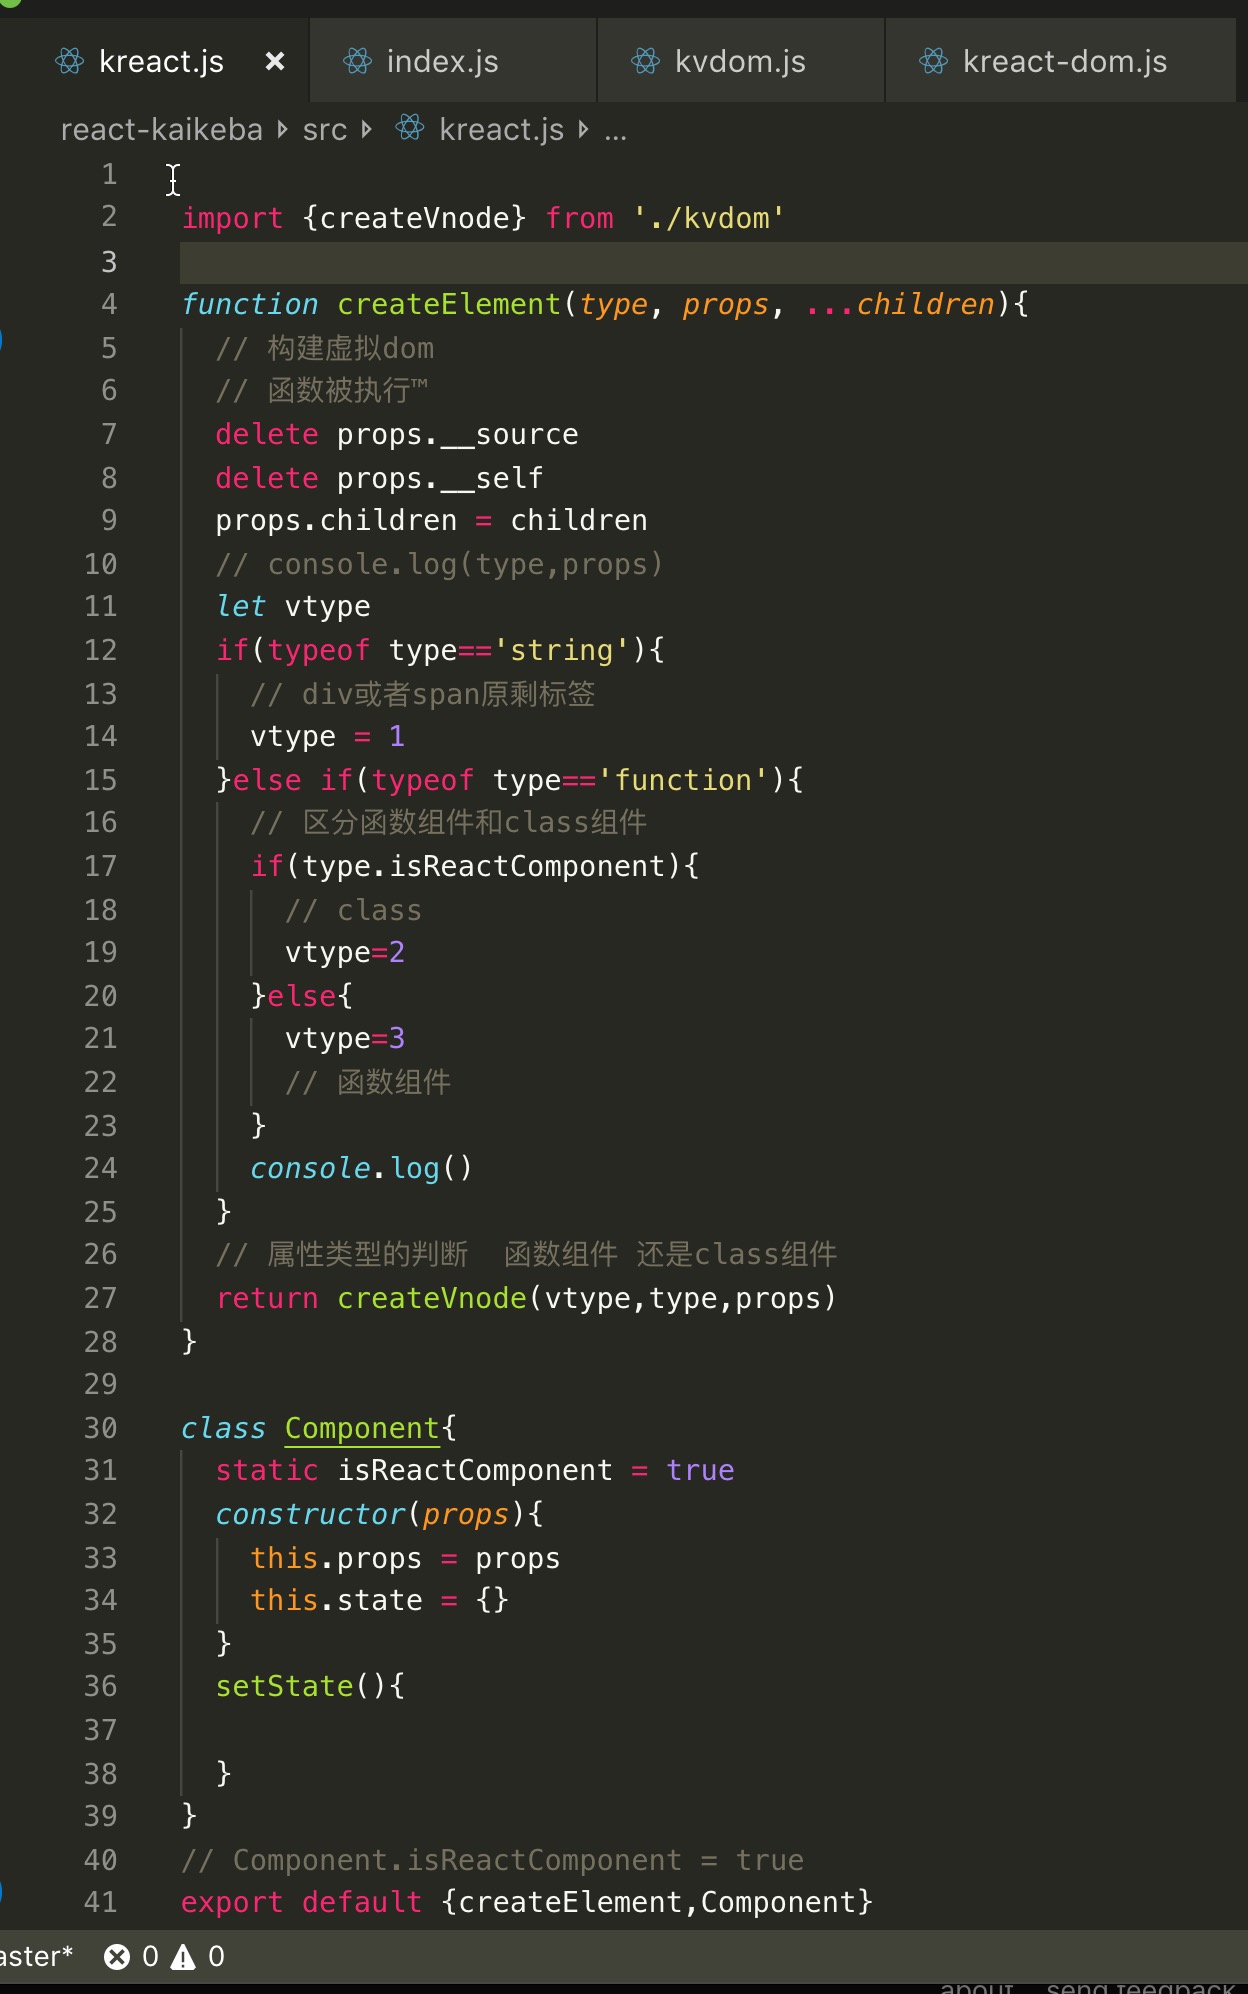 kreact.js × index.js kvdom.js kreact-dom.js
react-kaikeba src kreact.js ...
1
2 import {createVnode} from './kvdom'
3
4 function createElement(type, props, ...children){
5 // 构建虚拟dom
6 // 函数被执行™
7 delete props.__source
8 delete props.__self
9 props.children = children
10 // console.log(type,props)
11 let vtype
12 if(typeof type=='string'){
13 // div或者span原剩标签
14 vtype = 1
15 }else if(typeof type=='function'){
16 // 区分函数组件和class组件
17 if(type.isReactComponent){
18 // class
19 vtype=2
20 }else{
21 vtype=3
22 // 函数组件
23 }
24 console.log()
25 }
26 // 属性类型的判断  函数组件 还是class组件
27 return createVnode(vtype,type,props)
28 }
29
30 class Component{
31 static isReactComponent = true
32 constructor(props){
33 this.props = props
34 this.state = {}
35 }
36 setState(){
37
38 }
39 }
40 // Component.isReactComponent = true
41 export default {createElement,Component}
aster* 0 0
about send feedback